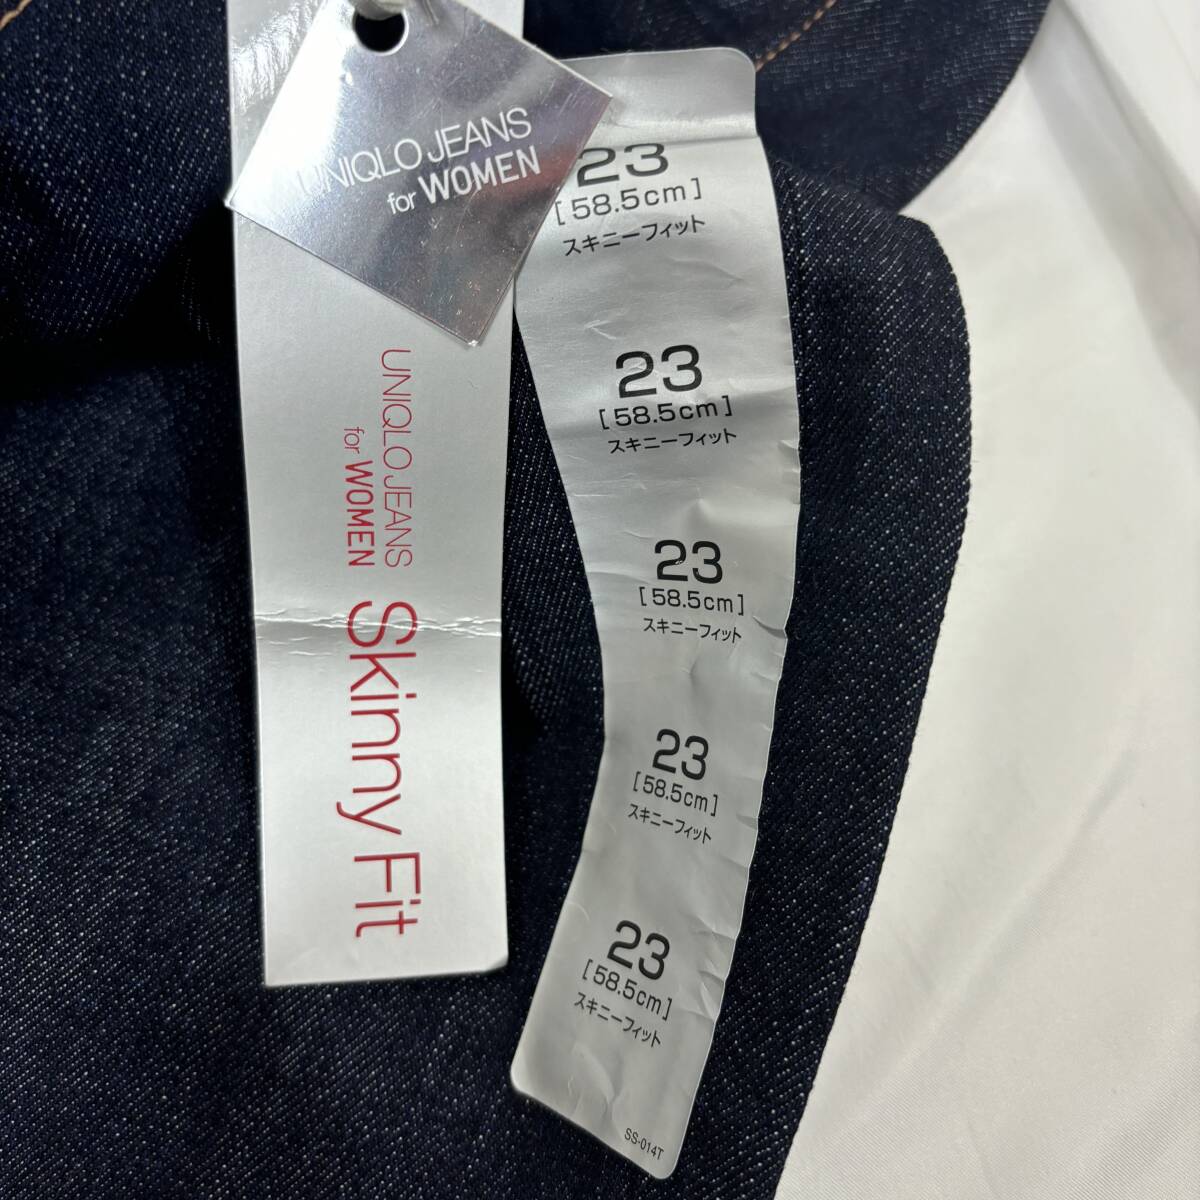 UNIQLO JEANS
for WOMEN
UNIQLO JEANS
for WOMEN
Skinny Fit
23
[58.5cm]
スキニーフィット
23
[58.5cm]
スキニーフィット
23
[58.5cm]
スキニーフィット
23
[58.5cm]
スキニーフィット
23
[58.5cm]
スキニーフィット
SS-014T